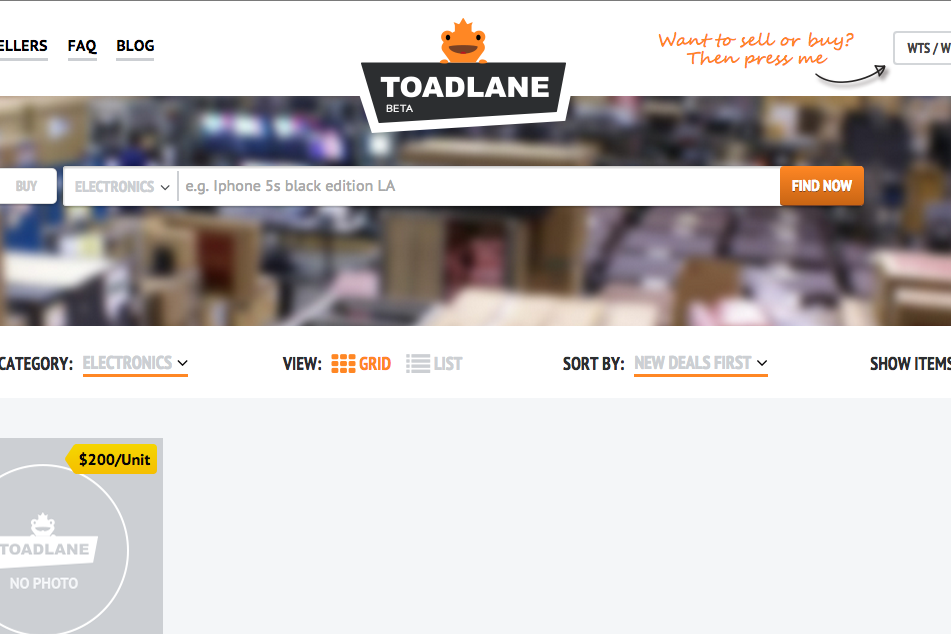 ELLERS FAQ BLOG
TOADLANE
BETA
Want to sell or buy?
Then press me
WTS / W
BUY ELECTRONICS e.g. Iphone 5s black edition LA FIND NOW
CATEGORY: ELECTRONICS VIEW: GRID LIST SORT BY: NEW DEALS FIRST SHOW ITEMS
$200/Unit
TOADLANE
NO PHOTO